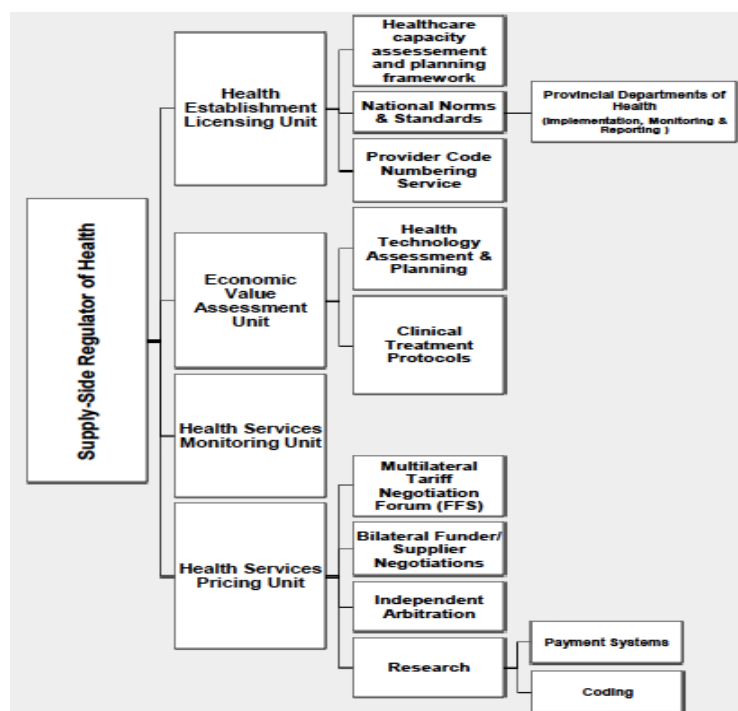 Supply-Side Regulator of Health
Health
Establishment
Licensing Unit
Healthcare
capacity
assessement
and planning
framework
National Norms
& Standards
Provincial Departments of
Health
(Implementation, Monitoring &
Reporting )
Provider Code
Numbering
Service
Economic
Value
Assessment
Unit
Health
Technology
Assessment &
Planning
Clinical
Treatment
Protocols
Health Services
Monitoring Unit
Health Services
Pricing Unit
Multilateral
Tariff
Negotiation
Forum (FFS)
Bilateral Funder/
Supplier
Negotiations
Independent
Arbitration
Research
Payment Systems
Coding